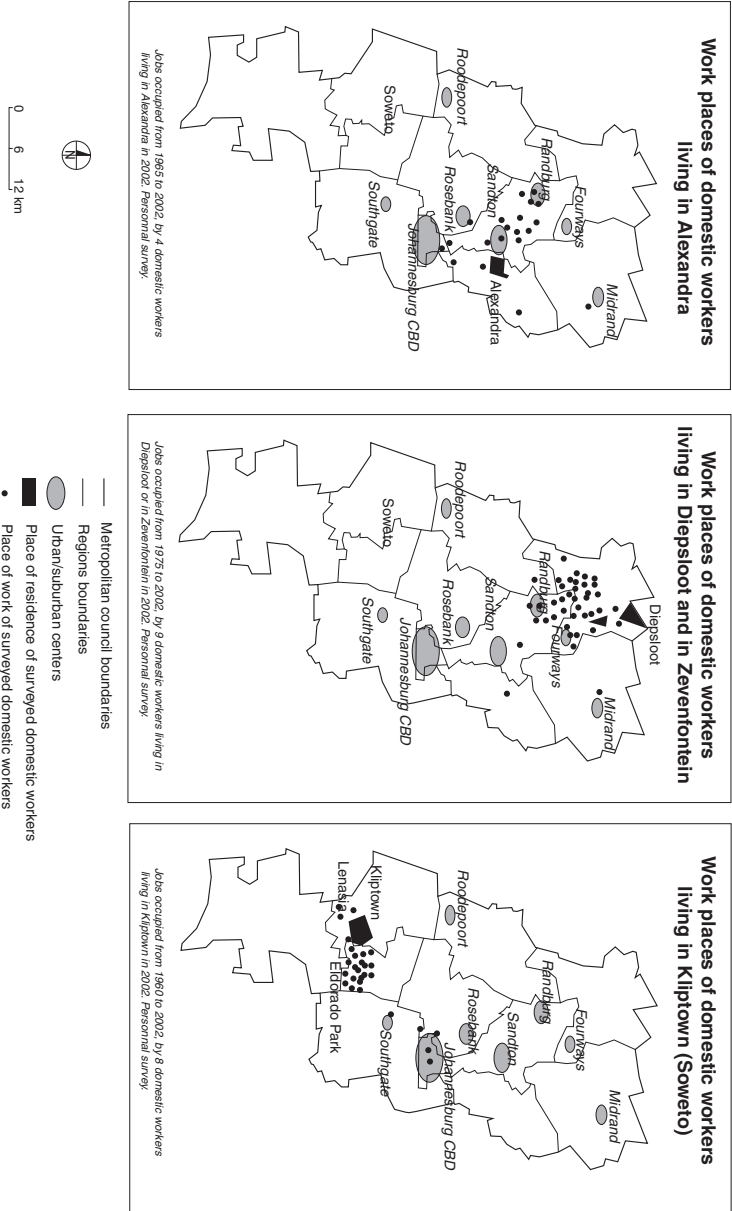 Work places of domestic workers
living in Alexandra
Midrand
Fourways
Randburg
Sandton
Alexandra
Rosebank
Roodepoort
Johannesburg CBD
Soweto
Southgate
Jobs occupied from 1965 to 2002, by 4 domestic workers
living in Alexandra in 2002. Personnal survey.
Work places of domestic workers
living in Diepsloot and in Zevenfontein
Diepsloot
Midrand
Fourways
Randburg
Sandton
Rosebank
Roodepoort
Johannesburg CBD
Soweto
Southgate
Jobs occupied from 1975 to 2002, by 9 domestic workers living in
Diepsloot or in Zevenfontein in 2002. Personnal survey.
Work places of domestic workers
living in Kliptown (Soweto)
Midrand
Fourways
Randburg
Sandton
Rosebank
Roodepoort
Johannesburg CBD
Kliptown
Southgate
Lenasia
Eldorado Park
Jobs occupied from 1960 to 2002, by 8 domestic workers
living in Kliptown in 2002. Personnal survey.
N
0 6 12 km
Metropolitan council boundaries
Regions boundaries
Urban/suburban centers
Place of residence of surveyed domestic workers
Place of work of surveyed domestic workers